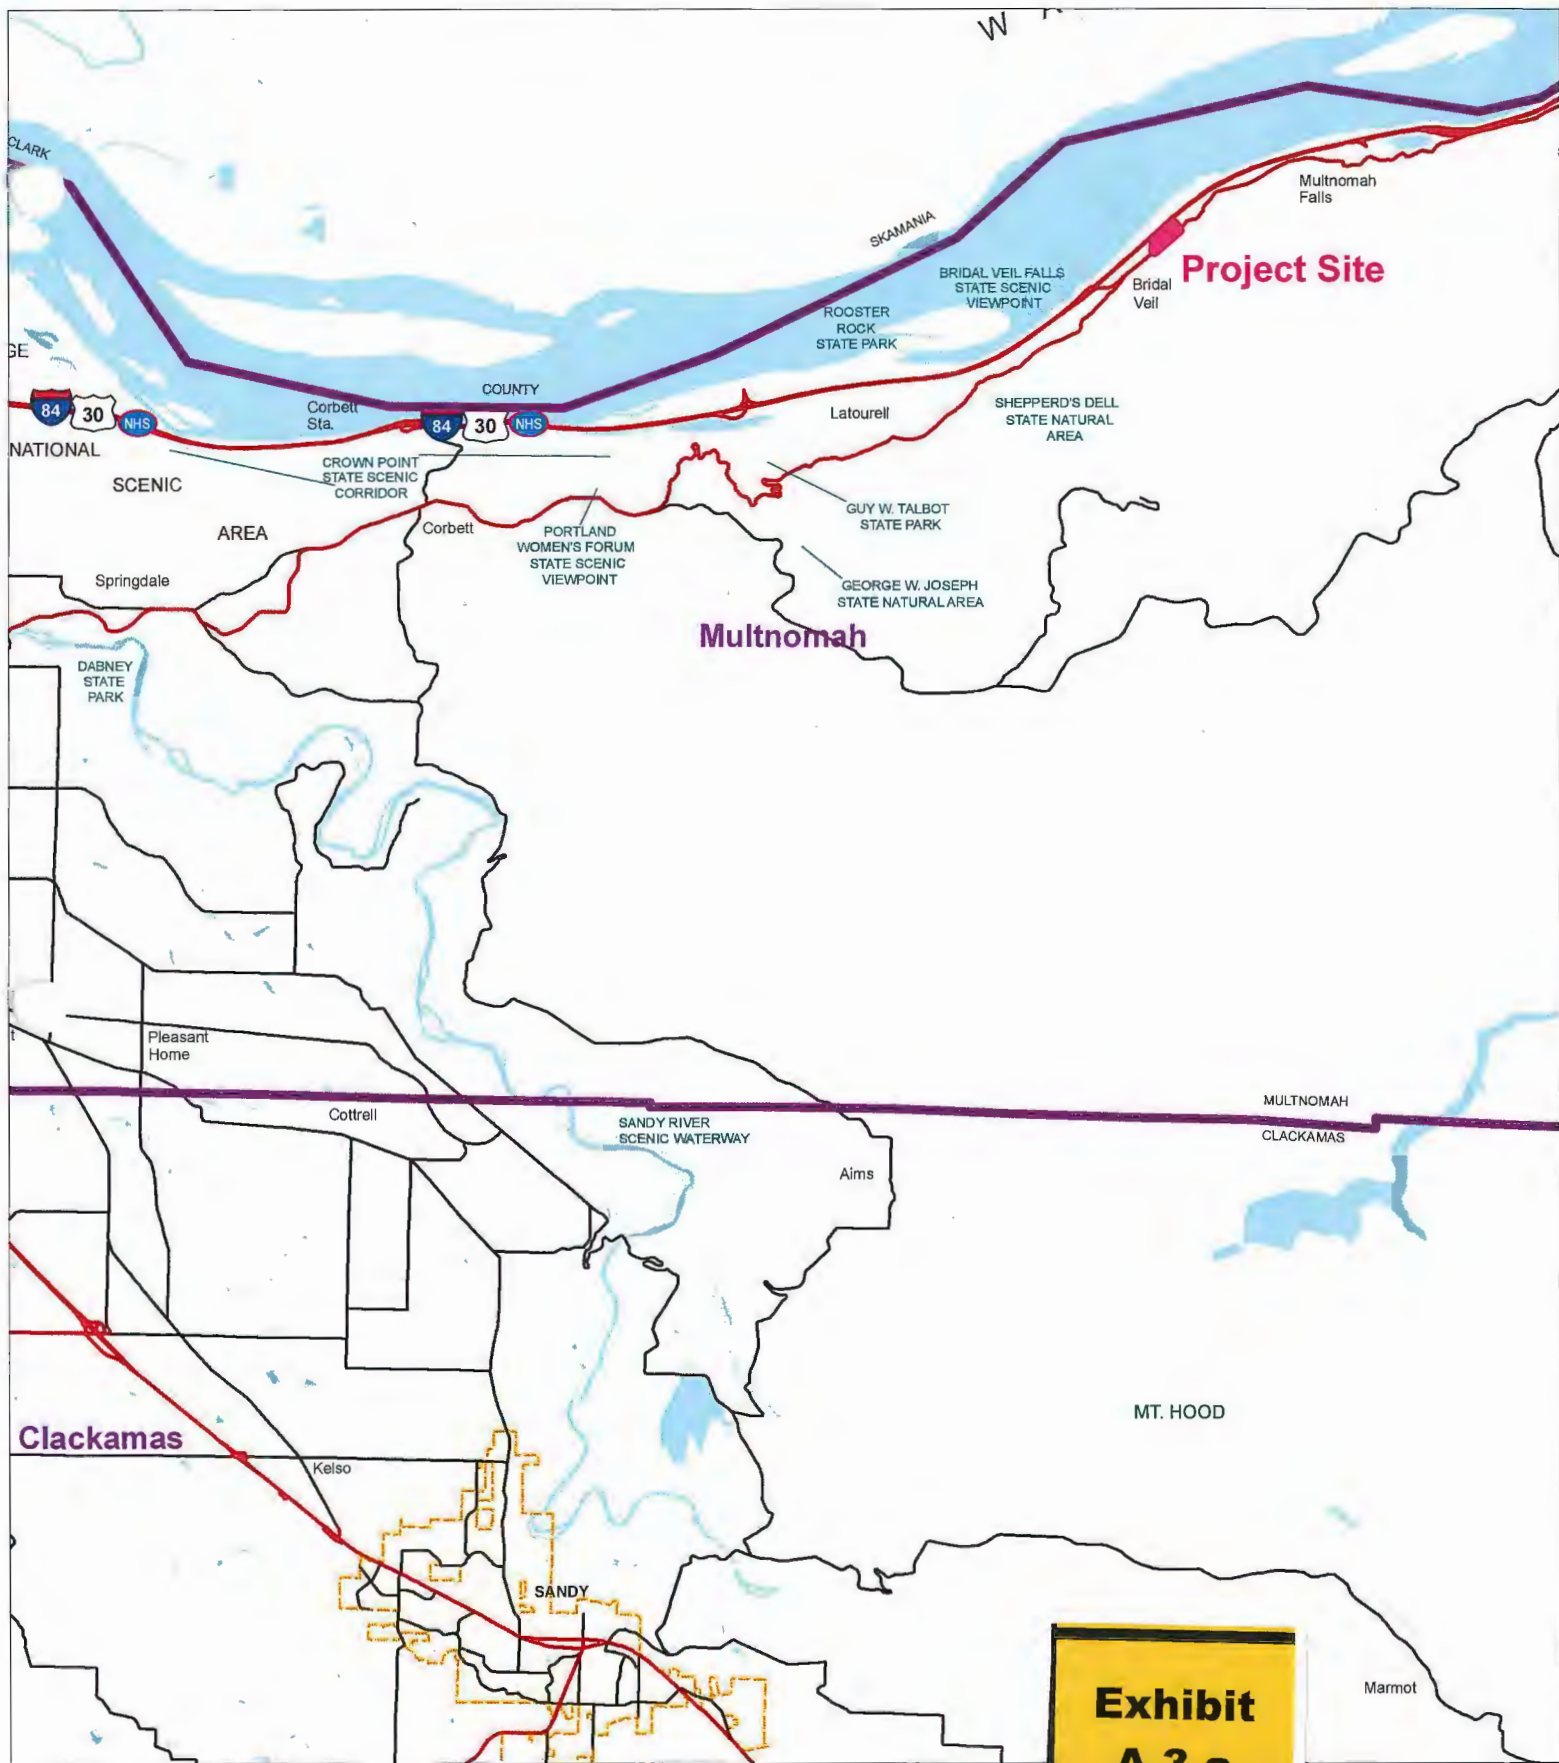 W A
CLARK
SKAMANIA
Multnomah
Falls
Project Site
BRIDAL VEIL FALLS
STATE SCENIC
VIEWPOINT
Bridal
Veil
ROOSTER
ROCK
STATE PARK
GE
COUNTY
84
30
NHS
Corbett
Sta.
84
30
NHS
Latourell
SHEPPERD'S DELL
STATE NATURAL
AREA
NATIONAL
SCENIC
AREA
CROWN POINT
STATE SCENIC
CORRIDOR
Corbett
PORTLAND
WOMEN'S FORUM
STATE SCENIC
VIEWPOINT
GUY W. TALBOT
STATE PARK
GEORGE W. JOSEPH
STATE NATURAL AREA
Springdale
Multnomah
DABNEY
STATE
PARK
t
Pleasant
Home
Cottrell
SANDY RIVER
SCENIC WATERWAY
MULTNOMAH
CLACKAMAS
Aims
MT. HOOD
Clackamas
Kelso
SANDY
Marmot
Exhibit
A.3.a